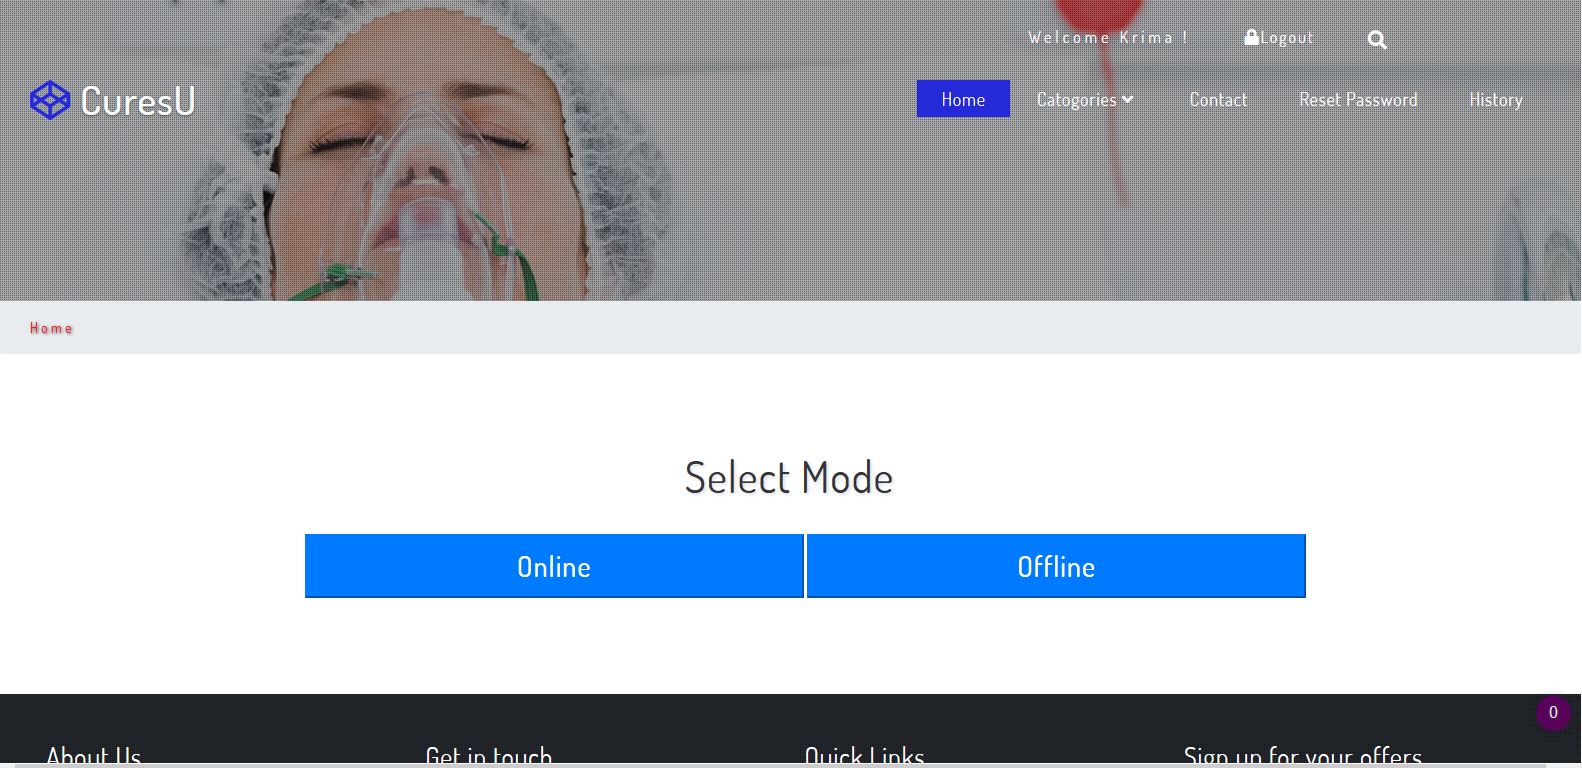 Welcome Krima !
Logout
CuresU
Home
Catogories
Contact
Reset Password
History
Home
Select Mode
Online
Offline
0
About Us
Get in touch
Quick Links
Sign up for your offers